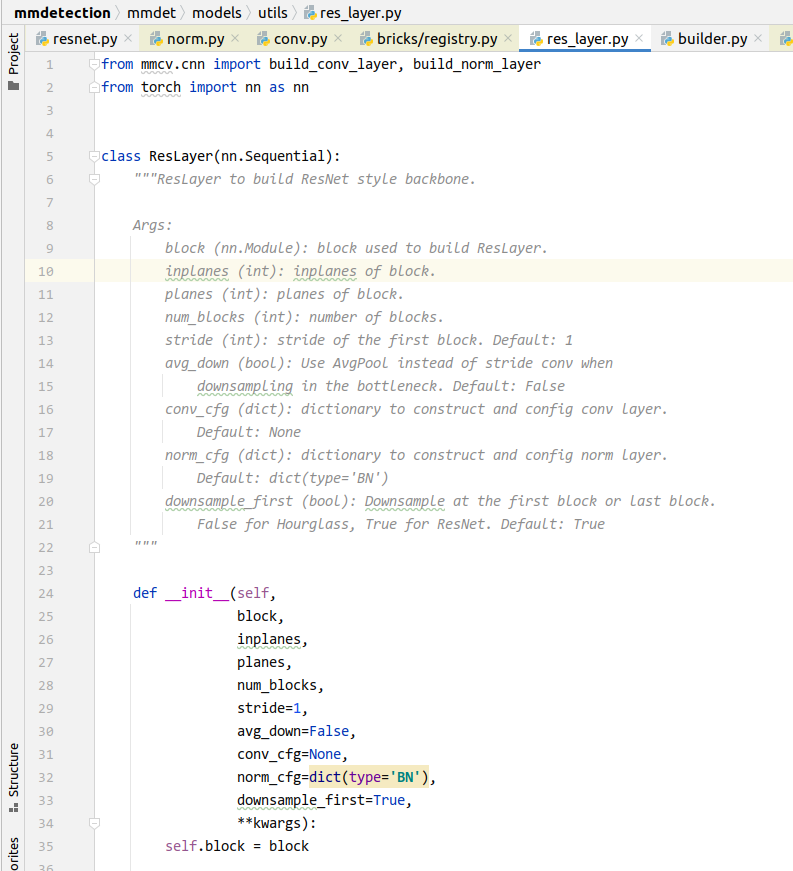 mmdetection 〉 mmdet 〉 models 〉 utils 〉 res_layer.py
resnet.py × norm.py × conv.py × bricks/registry.py × res_layer.py × builder.py ×
Project
Structure
orites
1 from mmcv.cnn import build_conv_layer, build_norm_layer
2 from torch import nn as nn
3
4
5 class ResLayer(nn.Sequential):
6     """ResLayer to build ResNet style backbone.
7
8     Args:
9         block (nn.Module): block used to build ResLayer.
10         inplanes (int): inplanes of block.
11         planes (int): planes of block.
12         num_blocks (int): number of blocks.
13         stride (int): stride of the first block. Default: 1
14         avg_down (bool): Use AvgPool instead of stride conv when
15             downsampling in the bottleneck. Default: False
16         conv_cfg (dict): dictionary to construct and config conv layer.
17             Default: None
18         norm_cfg (dict): dictionary to construct and config norm layer.
19             Default: dict(type='BN')
20         downsample_first (bool): Downsample at the first block or last block.
21             False for Hourglass, True for ResNet. Default: True
22     """
23
24     def __init__(self,
25                  block,
26                  inplanes,
27                  planes,
28                  num_blocks,
29                  stride=1,
30                  avg_down=False,
31                  conv_cfg=None,
32                  norm_cfg=dict(type='BN'),
33                  downsample_first=True,
34                  **kwargs):
35         self.block = block
36